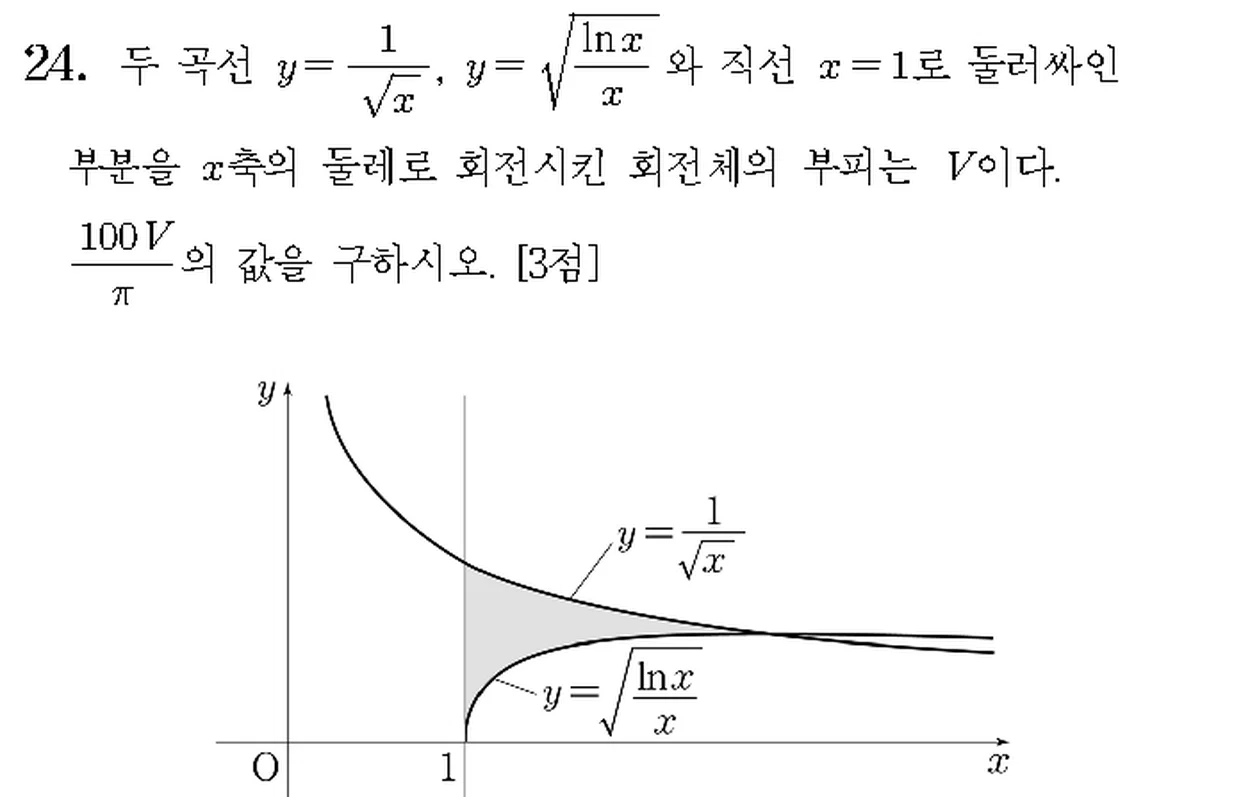 24. 두 곡선 y = 1/√x, y = √(ln x / x) 와 직선 x = 1로 둘러싸인
부분을 x축의 둘레로 회전시킨 회전체의 부피는 V이다.
100V/π 의 값을 구하시오. [3점]
y
y = 1/√x
y = √(ln x / x)
O 1 x